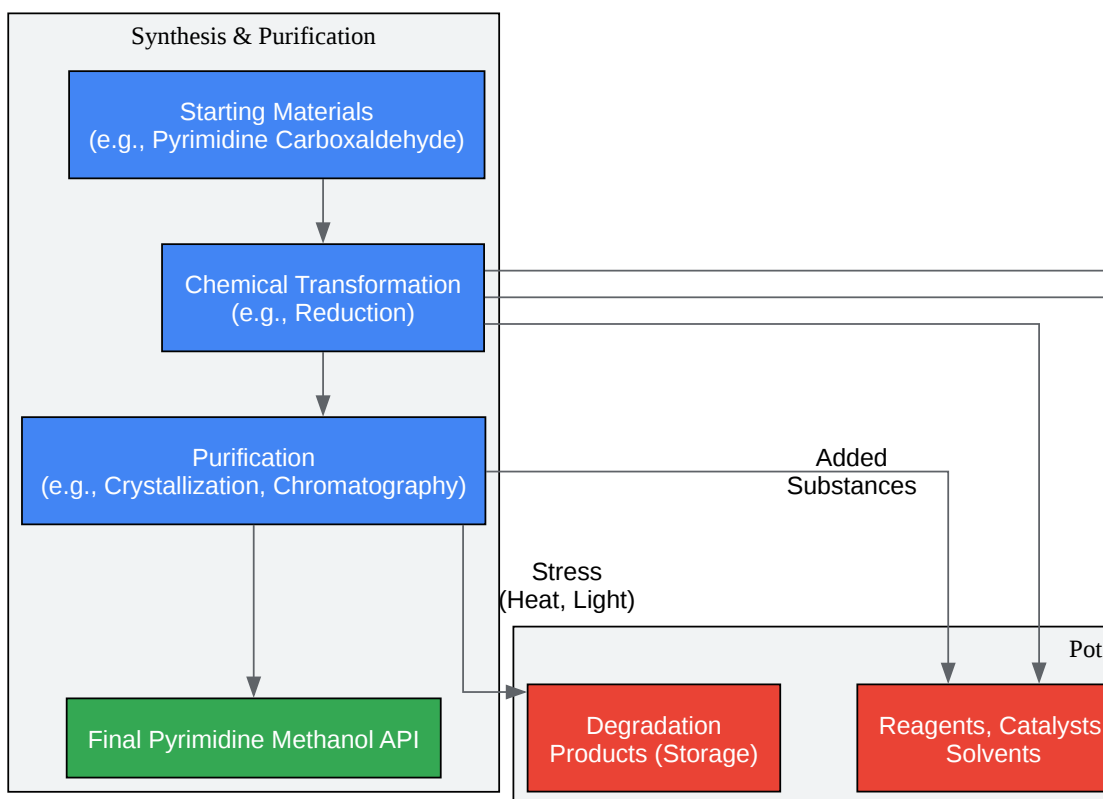 Synthesis & Purification
Starting Materials
(e.g., Pyrimidine Carboxaldehyde)
Chemical Transformation
(e.g., Reduction)
Purification
(e.g., Crystallization, Chromatography)
Added
Substances
Stress
(Heat, Light)
Pot
Degradation
Products (Storage)
Reagents, Catalysts
Solvents
Final Pyrimidine Methanol API